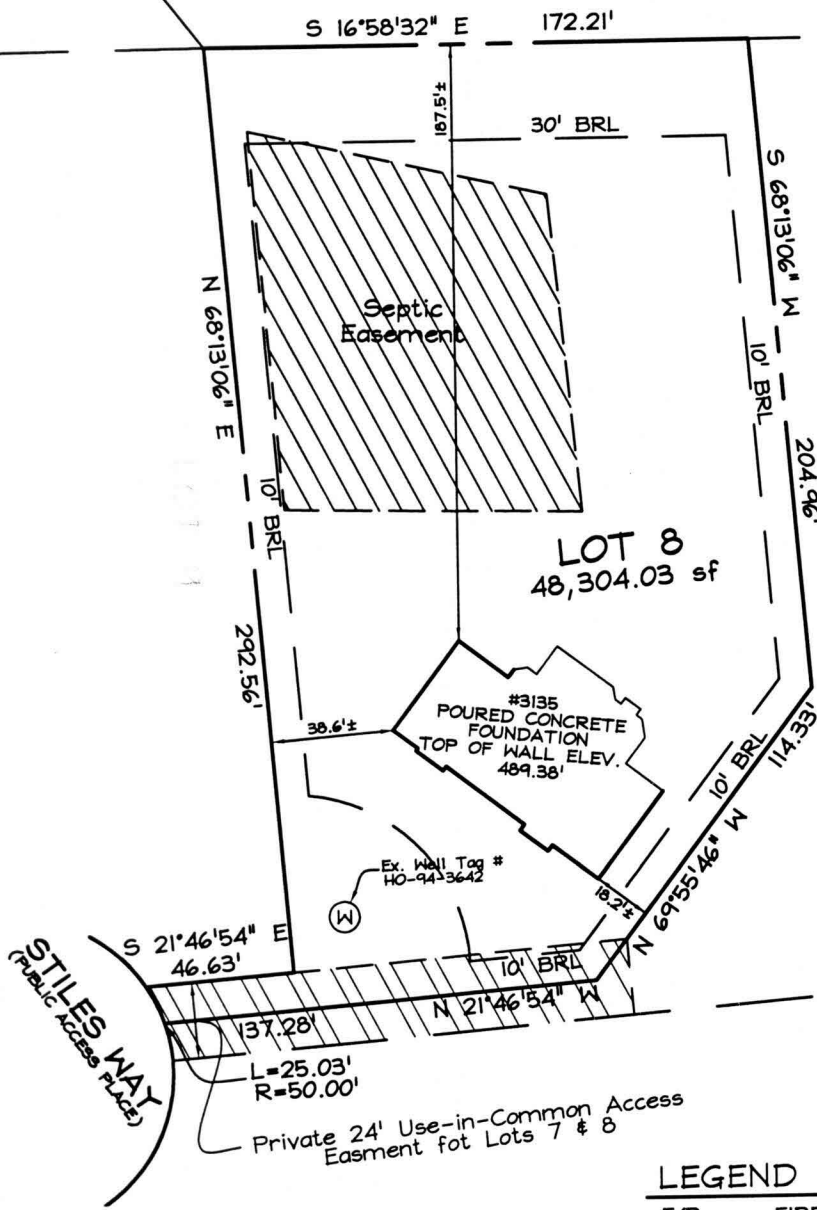 S 16°58'32" E 172.21'
187.5'±
30' BRL
S 68°13'06" W
204.96'
N 68°13'06" E
292.56'
Septic
Easement
10' BRL
10' BRL
LOT 8
48,304.03 sf
#3135
POURED CONCRETE
FOUNDATION
TOP OF WALL ELEV.
489.38'
38.6'±
10' BRL
114.33'
N 69°55'46" W
18.2'±
Ex. Well Tag #
HO-94-3642
W
S 21°46'54" E
46.63'
10' BRL
N 21°46'54" W
137.28'
STILES WAY
(PUBLIC ACCESS PLACE)
L=25.03'
R=50.00'
Private 24' Use-in-Common Access
Easment fot Lots 7 & 8
LEGEND